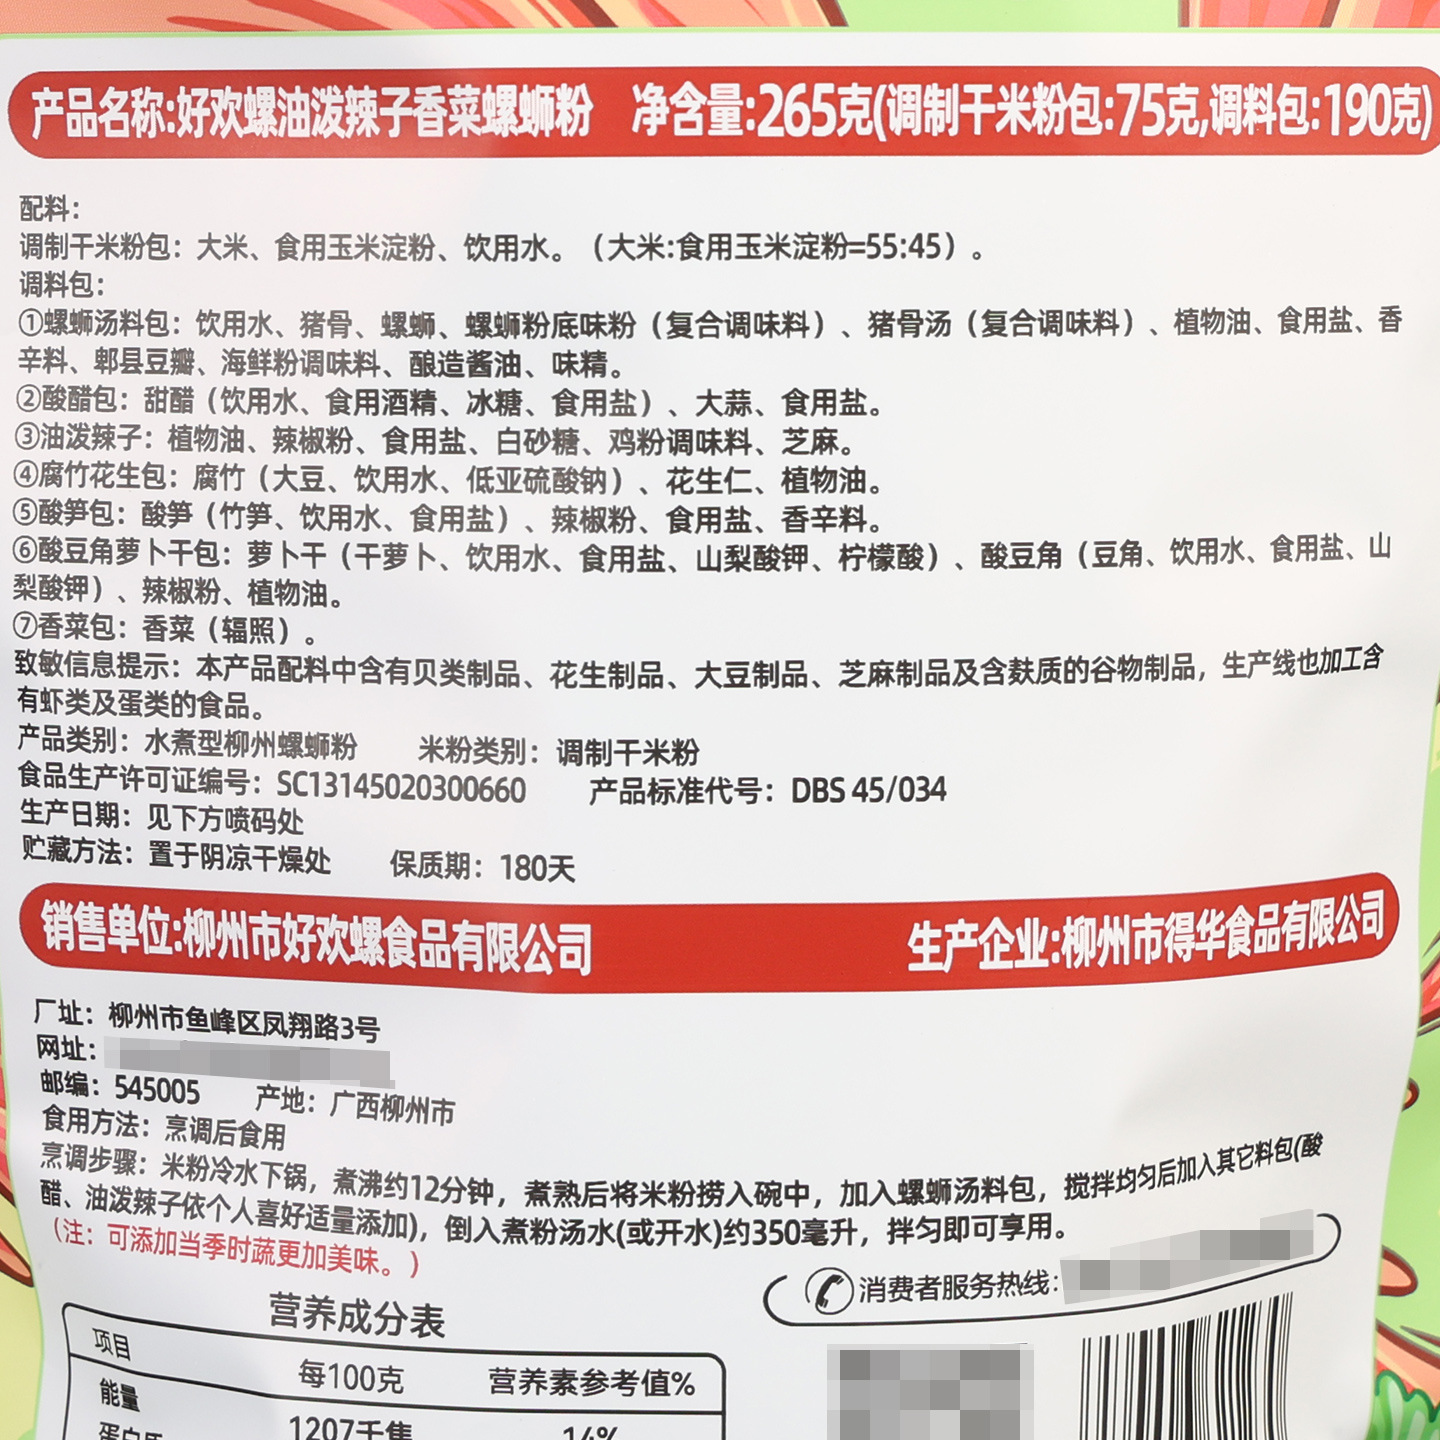 产品名称:好欢螺油泼辣子香菜螺蛳粉 净含量:265克(调制干米粉包:75克,调料包:190克)
配料：
调制干米粉包：大米、食用玉米淀粉、饮用水。（大米:食用玉米淀粉=55:45）。
调料包：
①螺蛳汤料包：饮用水、猪骨、螺蛳、螺蛳粉底味粉（复合调味料）、猪骨汤（复合调味料）、植物油、食用盐、香
辛料、郫县豆瓣、海鲜粉调味料、酿造酱油、味精。
②酸醋包：甜醋（饮用水、食用酒精、冰糖、食用盐）、大蒜、食用盐。
③油泼辣子：植物油、辣椒粉、食用盐、白砂糖、鸡粉调味料、芝麻。
④腐竹花生包：腐竹（大豆、饮用水、低亚硫酸钠）、花生仁、植物油。
⑤酸笋包：酸笋（竹笋、饮用水、食用盐）、辣椒粉、食用盐、香辛料。
⑥酸豆角萝卜干包：萝卜干（干萝卜、饮用水、食用盐、山梨酸钾、柠檬酸）、酸豆角（豆角、饮用水、食用盐、山
梨酸钾）、辣椒粉、植物油。
⑦香菜包：香菜（辐照）。
致敏信息提示：本产品配料中含有贝类制品、花生制品、大豆制品、芝麻制品及含麸质的谷物制品，生产线也加工含
有虾类及蛋类的食品。
产品类别：水煮型柳州螺蛳粉 米粉类别：调制干米粉
食品生产许可证编号：SC13145020300660 产品标准代号：DBS 45/034
生产日期：见下方喷码处
贮藏方法：置于阴凉干燥处 保质期：180天
销售单位:柳州市好欢螺食品有限公司 生产企业:柳州市得华食品有限公司
厂址：柳州市鱼峰区凤翔路3号
网址：
邮编：545005 产地：广西柳州市
食用方法：烹调后食用
烹调步骤：米粉冷水下锅，煮沸约12分钟，煮熟后将米粉捞入碗中，加入螺蛳汤料包，搅拌均匀后加入其它料包(酸
醋、油泼辣子依个人喜好适量添加)，倒入煮粉汤水(或开水)约350毫升，拌匀即可享用。
（注：可添加当季时蔬更加美味。）
消费者服务热线:
营养成分表
项目 每100克 营养素参考值%
能量 1207千焦 14%
蛋白质